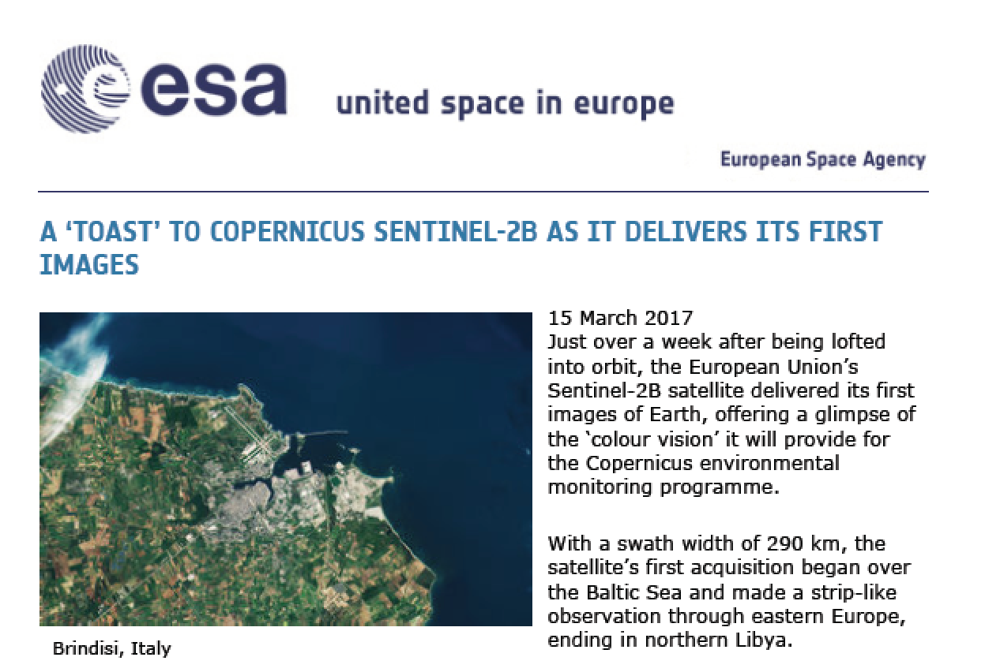 esa
united space in europe
European Space Agency
A ‘TOAST’ TO COPERNICUS SENTINEL-2B AS IT DELIVERS ITS FIRST
IMAGES
15 March 2017
Just over a week after being lofted
into orbit, the European Union’s
Sentinel-2B satellite delivered its first
images of Earth, offering a glimpse of
the ‘colour vision’ it will provide for
the Copernicus environmental
monitoring programme.
With a swath width of 290 km, the
satellite’s first acquisition began over
the Baltic Sea and made a strip-like
observation through eastern Europe,
ending in northern Libya.
Brindisi, Italy